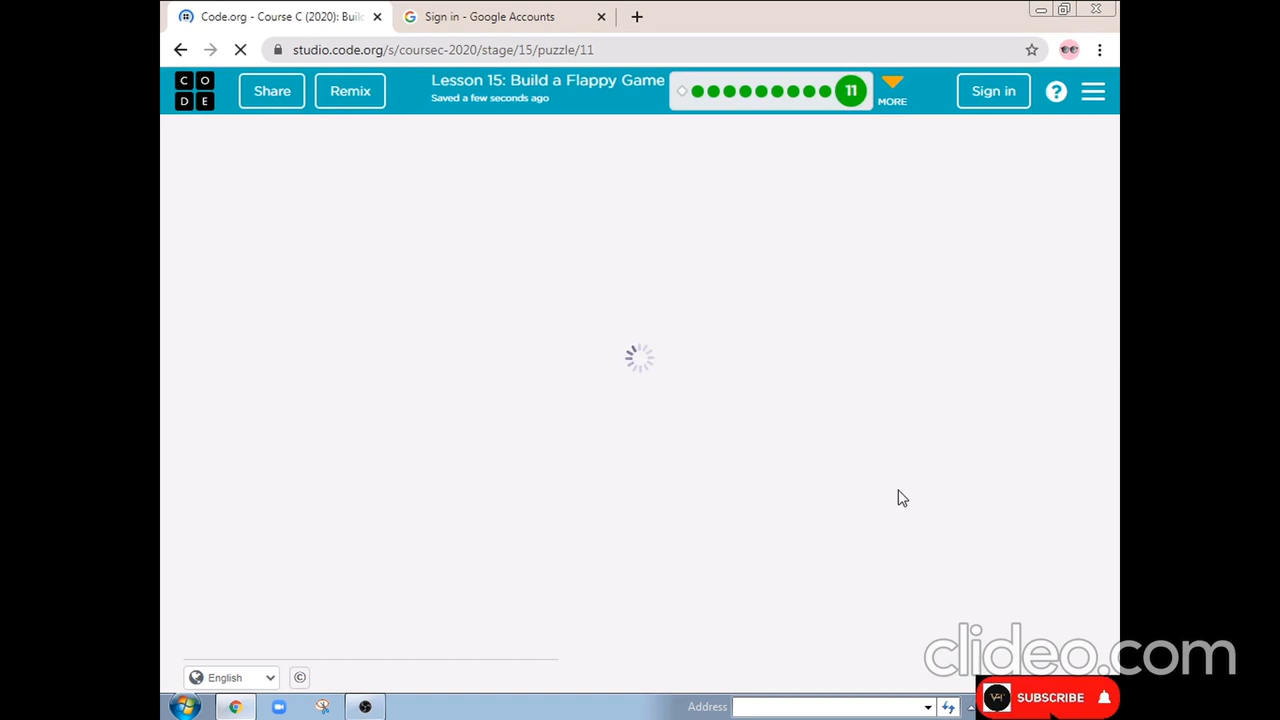 Code.org - Course C (2020): Buil
Sign in - Google Accounts
studio.code.org/s/coursec-2020/stage/15/puzzle/11
C O
D E
Share
Remix
Lesson 15: Build a Flappy Game
Saved a few seconds ago
11
MORE
Sign in
?
English
©
clideo.com
Address
SUBSCRIBE